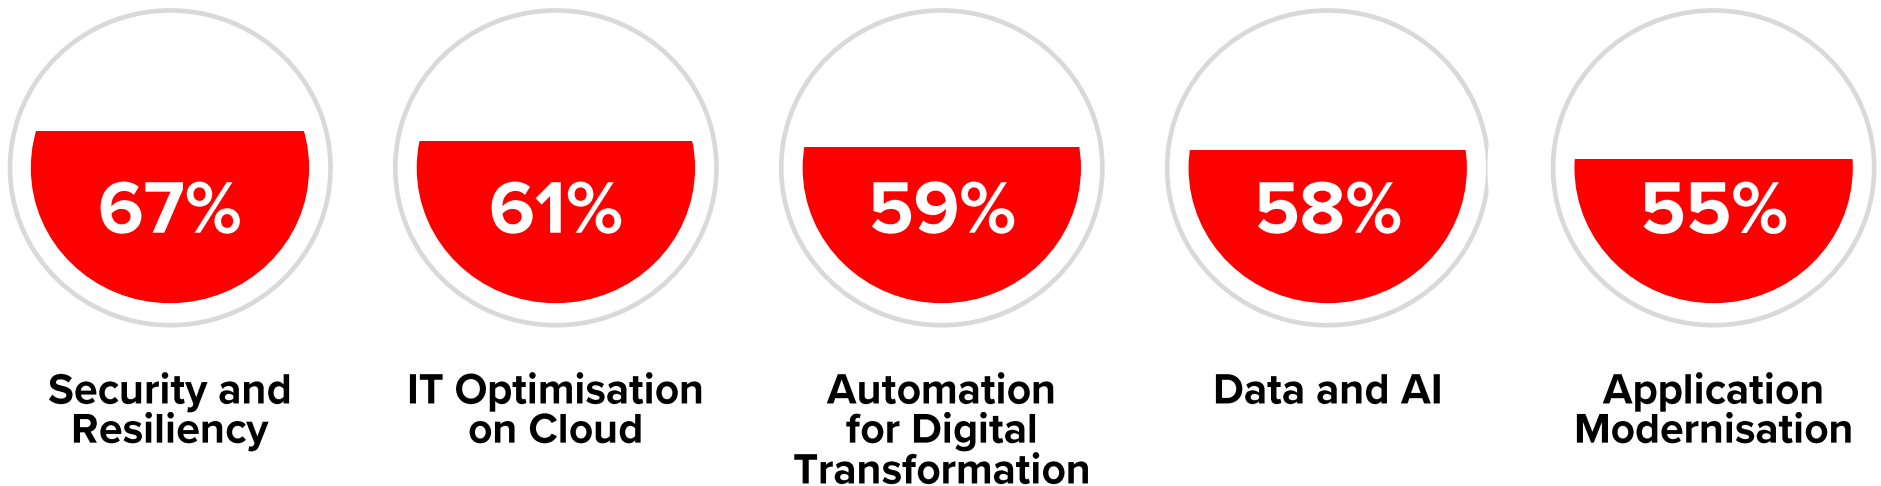 67%
61%
59%
58%
55%
Security and
Resiliency
IT Optimisation
on Cloud
Automation
for Digital
Transformation
Data and AI
Application
Modernisation